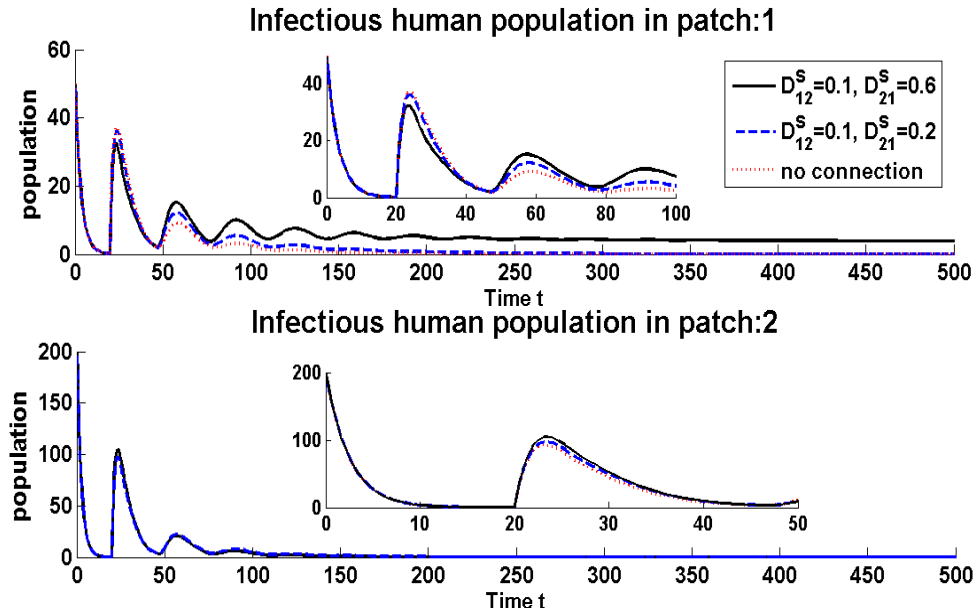 Infectious human population in patch:1
population
60
40
20
0
0 50 100 150 200 250 300 350 400 450 500
Time t
40
20
0
0 20 40 60 80 100
D^S_12=0.1, D^S_21=0.6
D^S_12=0.1, D^S_21=0.2
no connection
Infectious human population in patch:2
population
200
150
100
50
0
0 50 100 150 200 250 300 350 400 450 500
Time t
200
100
0
0 10 20 30 40 50